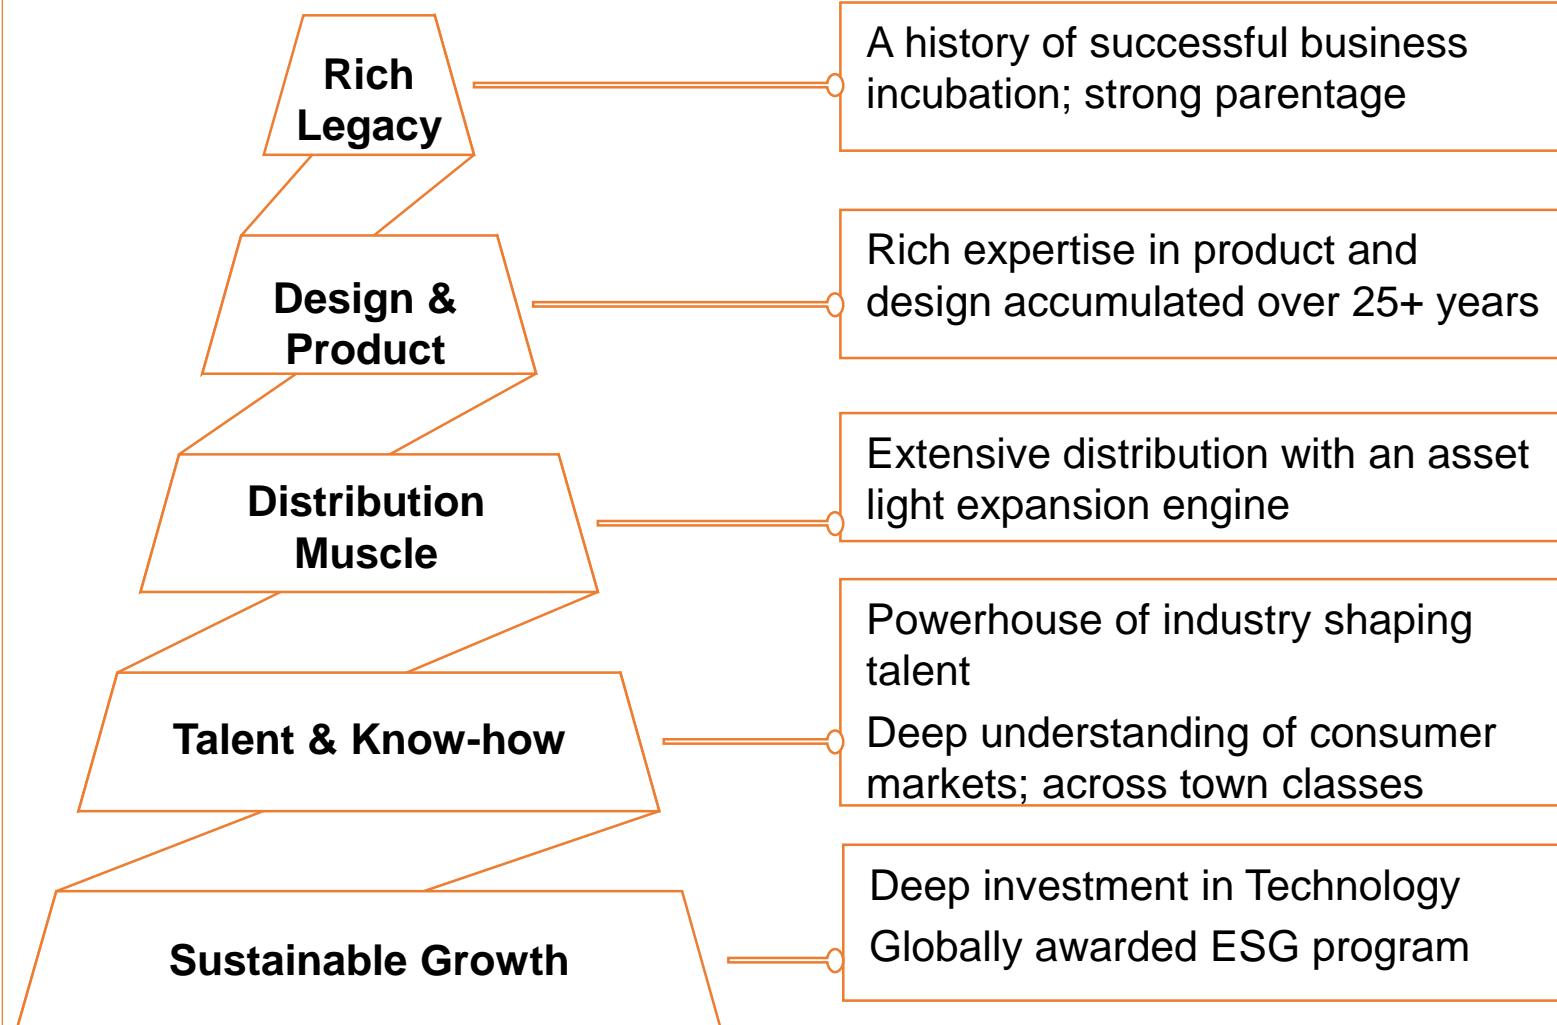 Rich
Legacy
A history of successful business
incubation; strong parentage
Design &
Product
Rich expertise in product and
design accumulated over 25+ years
Distribution
Muscle
Extensive distribution with an asset
light expansion engine
Talent & Know-how
Powerhouse of industry shaping
talent
Deep understanding of consumer
markets; across town classes
Sustainable Growth
Deep investment in Technology
Globally awarded ESG program